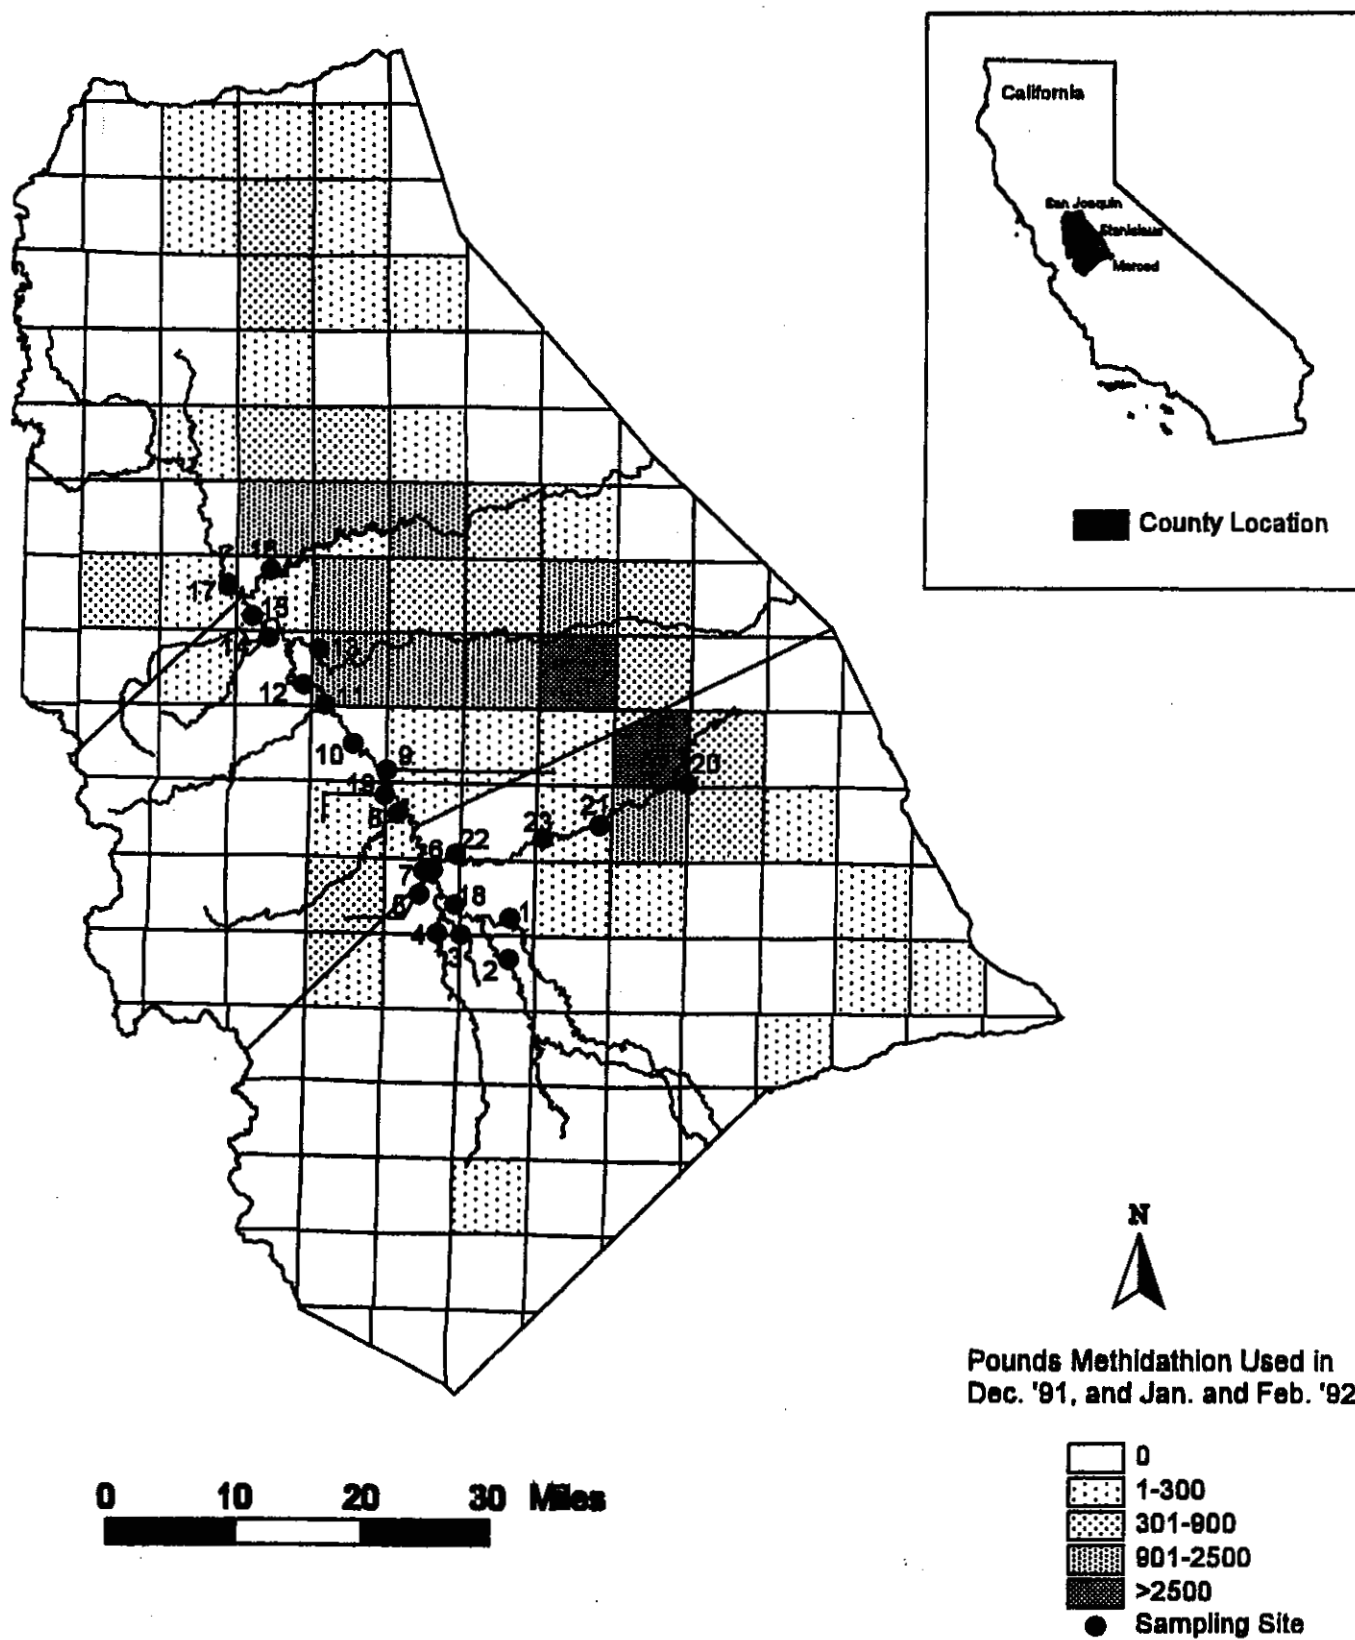 California
San Joaquin
Stanislaus
Merced
County Location
16
17
15
14
13
12
11
10
9
19
8
20
21
23
22
6
7
18
5
1
4
3
2
N
Pounds Methidathion Used in
Dec. '91, and Jan. and Feb. '92
0
1-300
301-900
901-2500
>2500
Sampling Site
0 10 20 30 Miles